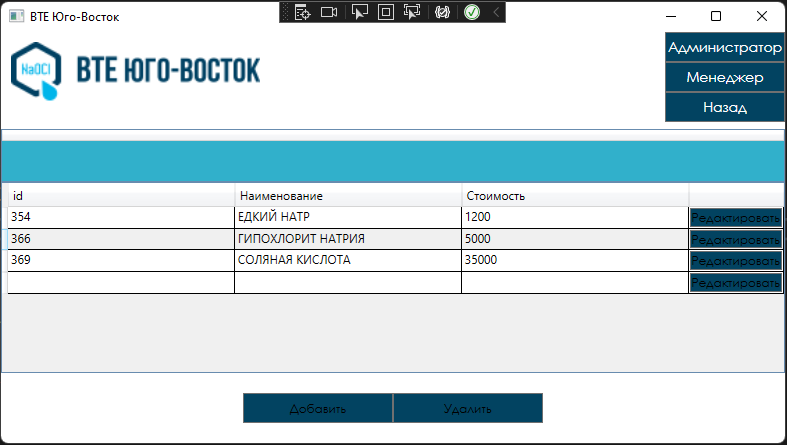 ВТЕ Юго-Восток
NaOCl
ВТЕ ЮГО-ВОСТОК
Администратор
Менеджер
Назад
id Наименование Стоимость
354 ЕДКИЙ НАТР 1200 Редактировать
366 ГИПОХЛОРИТ НАТРИЯ 5000 Редактировать
369 СОЛЯНАЯ КИСЛОТА 35000 Редактировать
Редактировать
Добавить Удалить